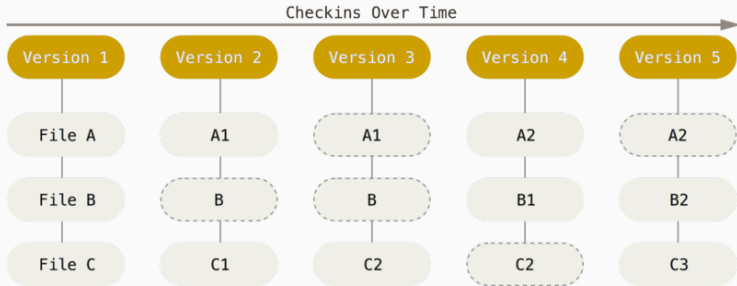 Checkins Over Time
Version 1 Version 2 Version 3 Version 4 Version 5
File A A1 A1 A2 A2
File B B B B1 B2
File C C1 C2 C2 C3